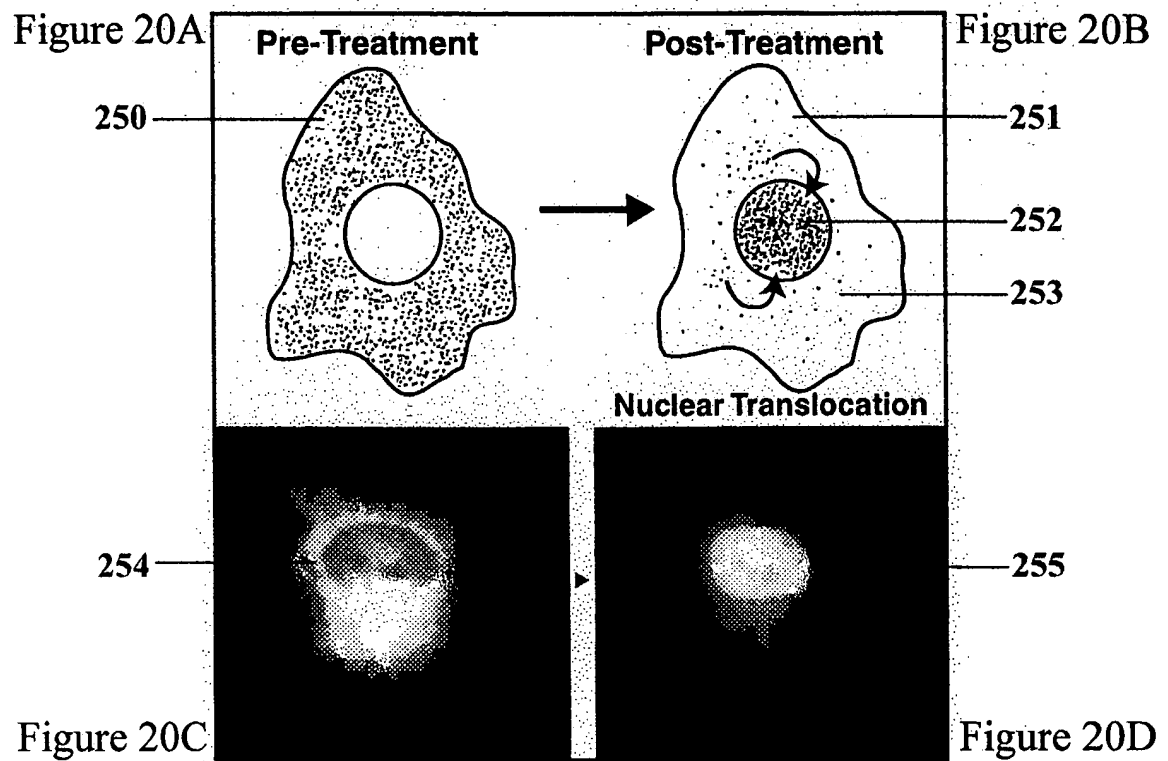 Figure 20A
Pre-Treatment
Post-Treatment
Figure 20B
250
251
252
253
Nuclear Translocation
254
255
Figure 20C
Figure 20D